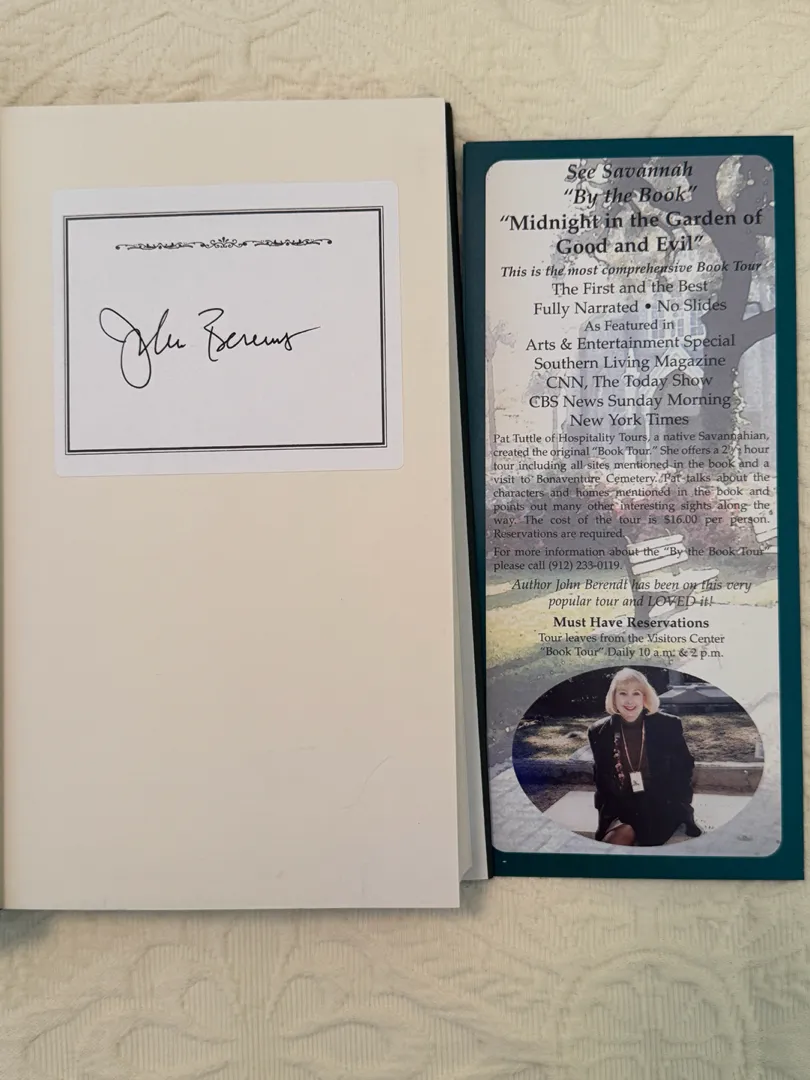 John Berendt
See Savannah
“By the Book”
“Midnight in the Garden of
Good and Evil”
This is the most comprehensive Book Tour
The First and the Best
Fully Narrated • No Slides
As Featured in
Arts & Entertainment Special
Southern Living Magazine
CNN, The Today Show
CBS News Sunday Morning
New York Times
Pat Tuttle of Hospitality Tours, a native Savannahian,
created the original “Book Tour.” She offers a 2½ hour
tour including all sites mentioned in the book and a
visit to Bonaventure Cemetery. Pat talks about the
characters and homes mentioned in the book and
points out many other interesting sights along the
way. The cost of the tour is $16.00 per person.
Reservations are required.
For more information about the “By the Book Tour”
please call (912) 233-0119.
Author John Berendt has been on this very
popular tour and LOVED it!
Must Have Reservations
Tour leaves from the Visitors Center
“Book Tour” Daily 10 a.m. & 2 p.m.